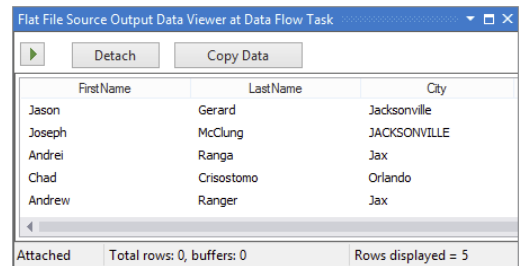 Flat File Source Output Data Viewer at Data Flow Task
Detach Copy Data
FirstName LastName City
Jason Gerard Jacksonville
Joseph McClung JACKSONVILLE
Andrei Ranga Jax
Chad Crisostomo Orlando
Andrew Ranger Jax
Attached Total rows: 0, buffers: 0 Rows displayed = 5